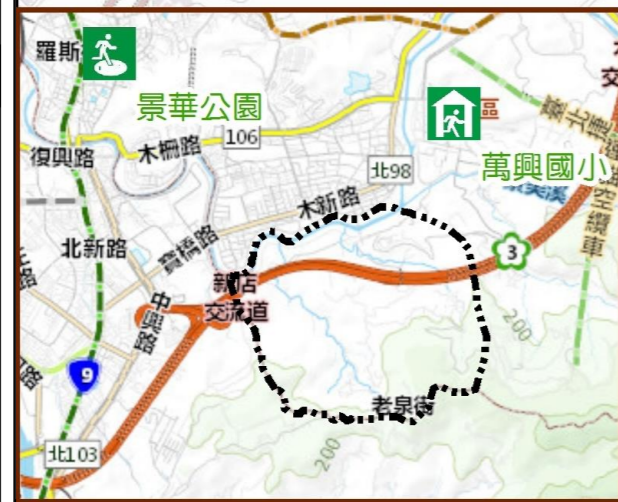 羅斯
景華公園
木柵路
106
復興路
北98
區
萬興國小
木新路
北新路
寶橋路
3
新店
交流道
中興路
200
9
老泉街
200
北103